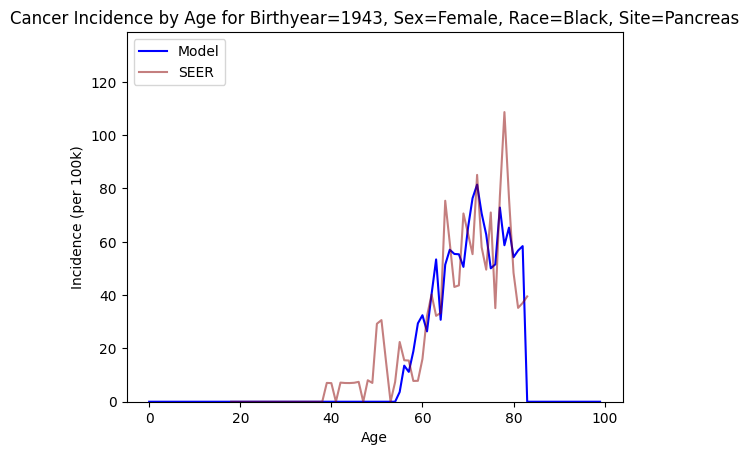 Cancer Incidence by Age for Birthyear=1943, Sex=Female, Race=Black, Site=Pancreas
Model
SEER
120
100
80
60
40
20
0
Incidence (per 100k)
0 20 40 60 80 100
Age